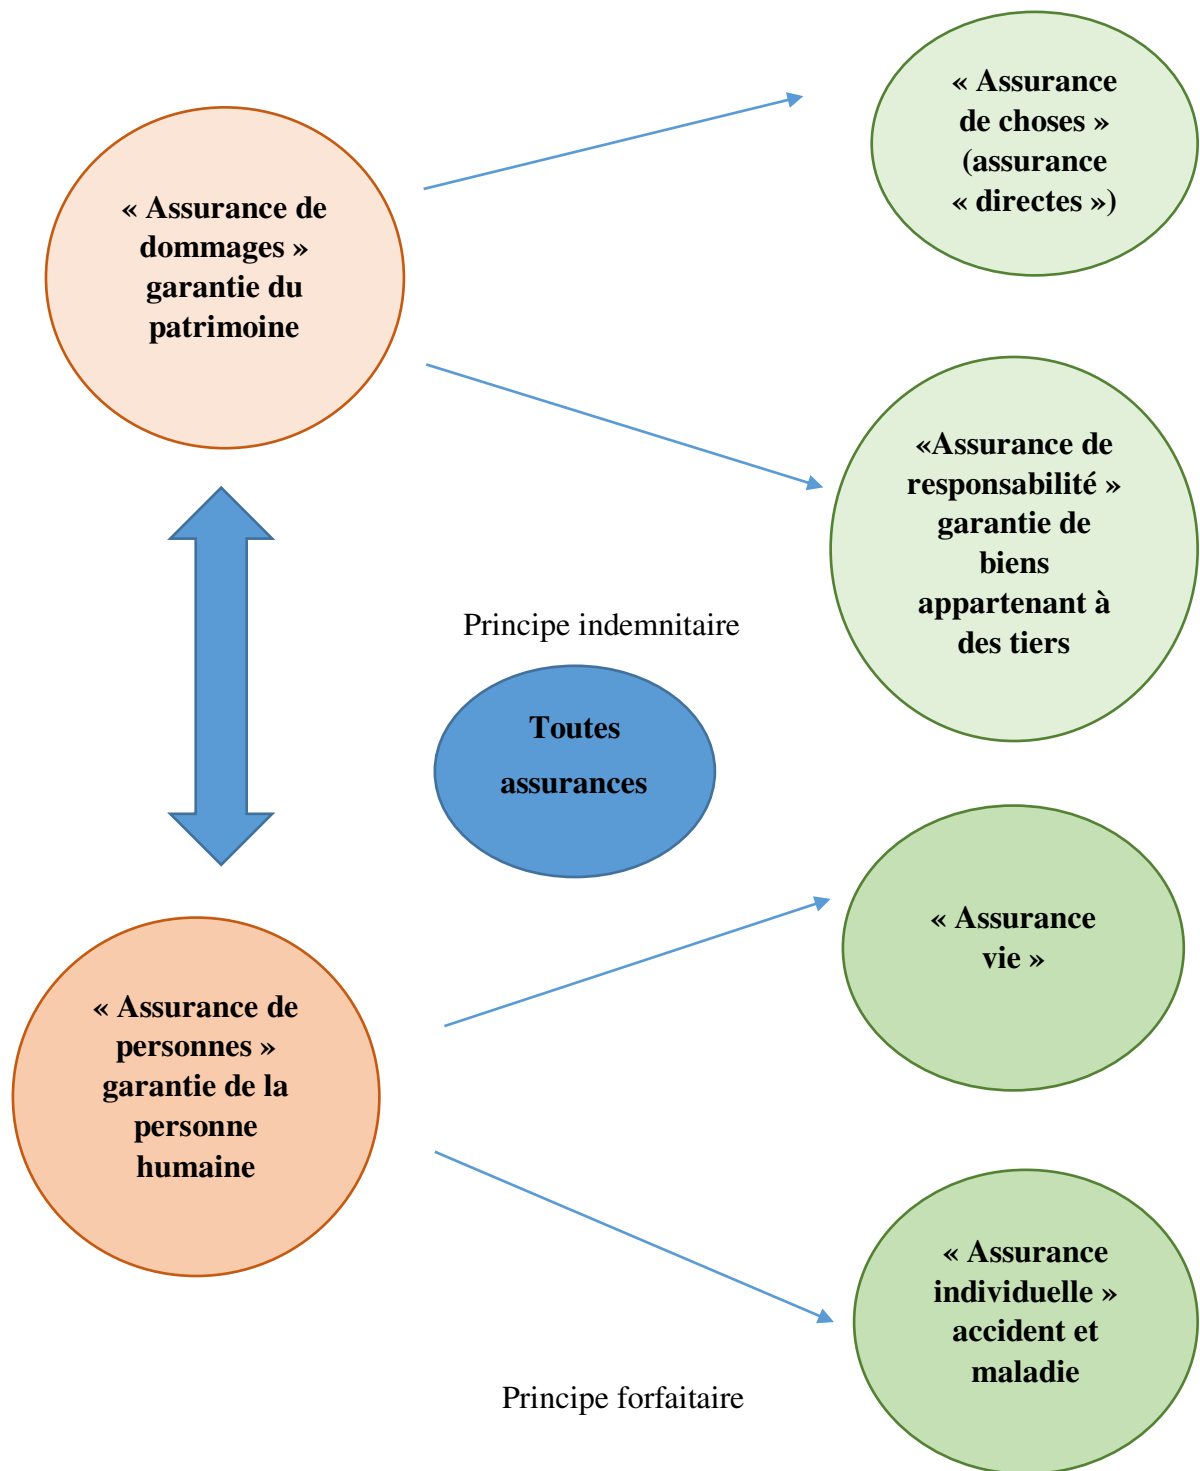 « Assurance
de choses »
(assurance
« directes »)
« Assurance de
dommages »
garantie du
patrimoine
«Assurance de
responsabilité »
garantie de
biens
appartenant à
des tiers
Principe indemnitaire
Toutes
assurances
« Assurance
vie »
« Assurance de
personnes »
garantie de la
personne
humaine
« Assurance
individuelle »
accident et
maladie
Principe forfaitaire